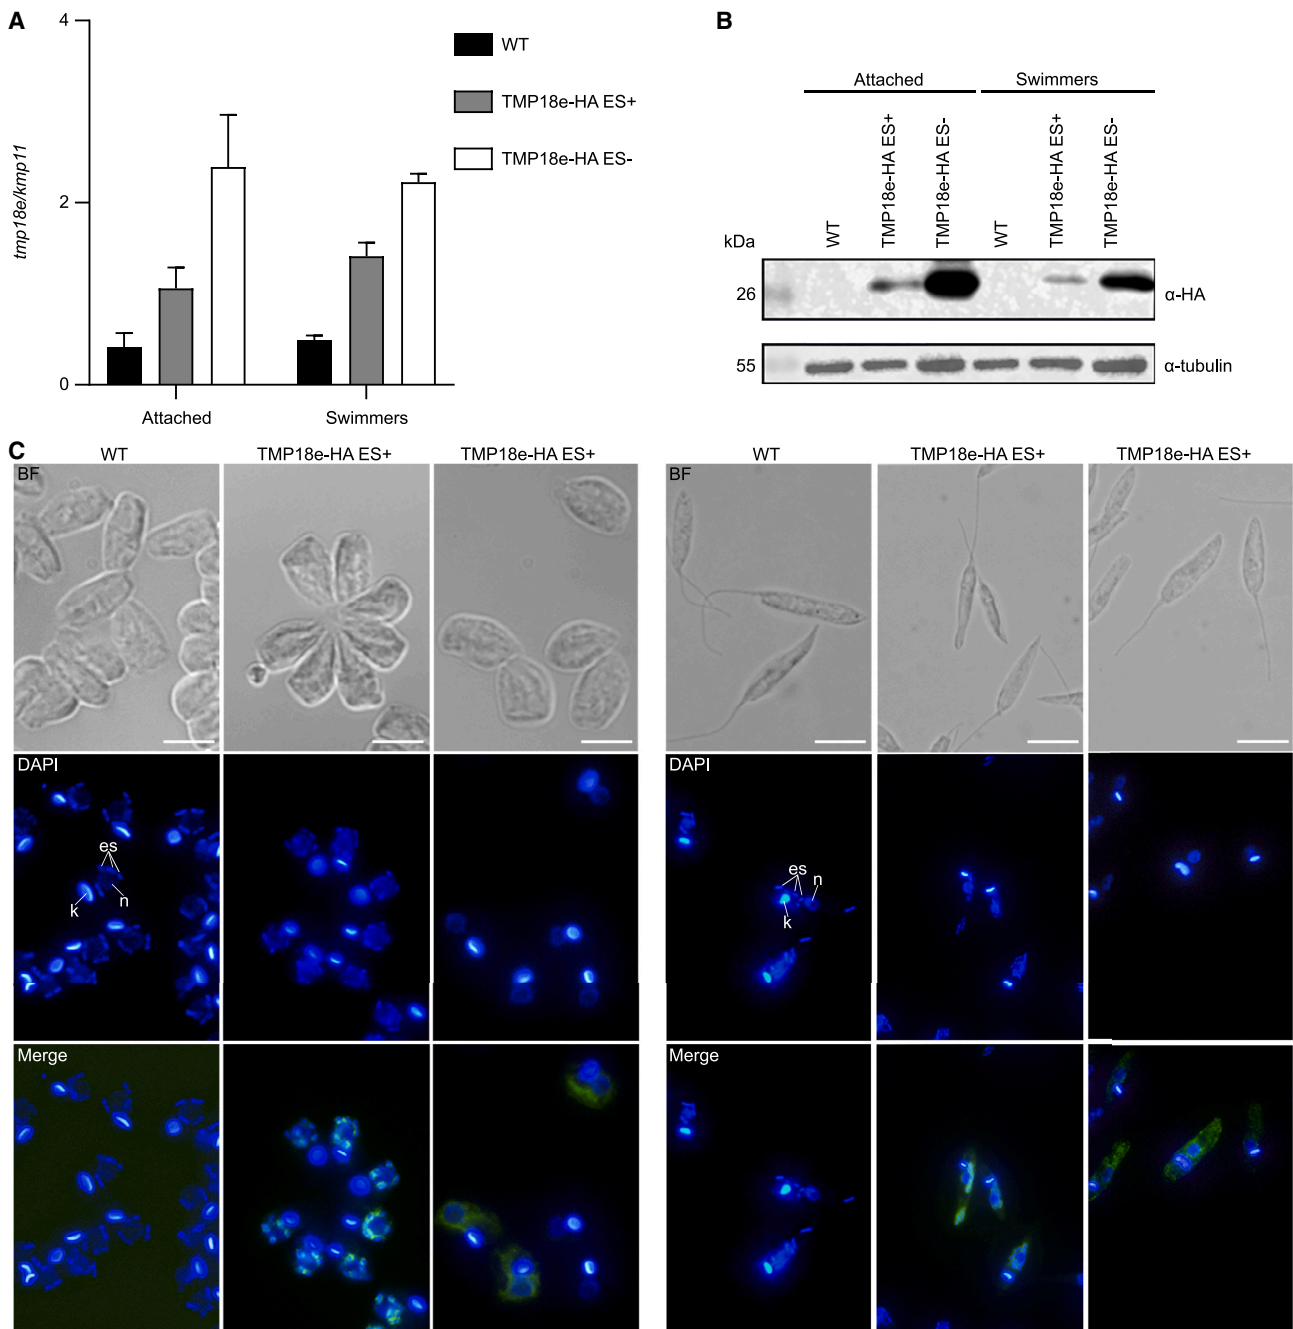 A
4
2
0
tmp18e/kmp11
WT
TMP18e-HA ES+
TMP18e-HA ES-
Attached
Swimmers
B
Attached
Swimmers
WT
TMP18e-HA ES+
TMP18e-HA ES-
WT
TMP18e-HA ES+
TMP18e-HA ES-
kDa
26
α-HA
55
α-tubulin
C
WT
TMP18e-HA ES+
TMP18e-HA ES+
WT
TMP18e-HA ES+
TMP18e-HA ES+
BF
BF
DAPI
es
k
n
DAPI
es
n
k
Merge
Merge